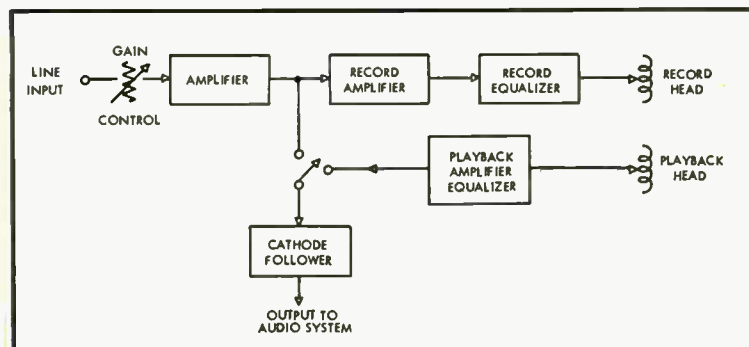 LINE
INPUT
GAIN
CONTROL
AMPLIFIER
RECORD
AMPLIFIER
RECORD
EQUALIZER
RECORD
HEAD
PLAYBACK
AMPLIFIER
EQUALIZER
PLAYBACK
HEAD
CATHODE
FOLLOWER
OUTPUT TO
AUDIO SYSTEM